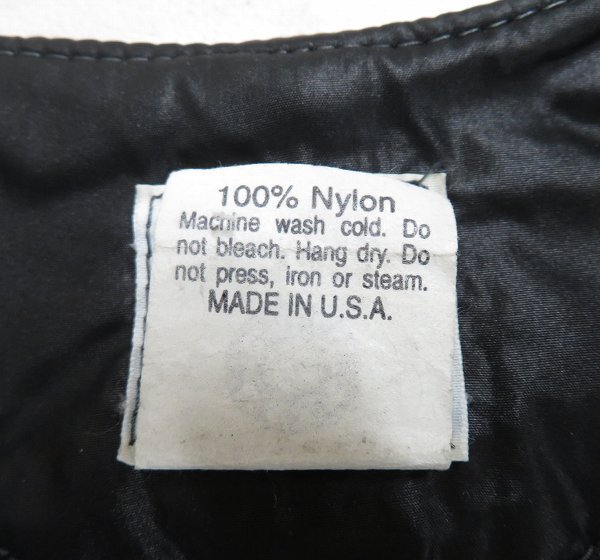 100% Nylon
Machine wash cold. Do
not bleach. Hang dry. Do
not press, iron or steam.
MADE IN U.S.A.